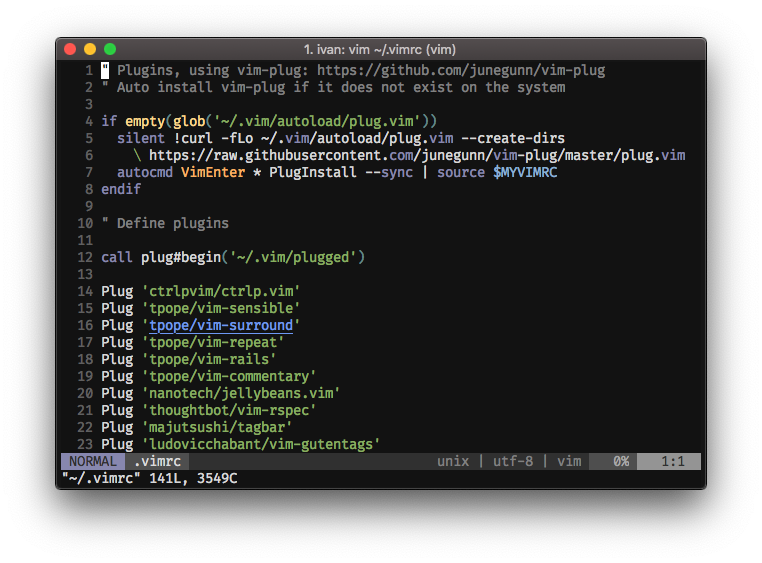 1. ivan: vim ~/.vimrc (vim)
1 " Plugins, using vim-plug: https://github.com/junegunn/vim-plug
2 " Auto install vim-plug if it does not exist on the system
3
4 if empty(glob('~/.vim/autoload/plug.vim'))
5   silent !curl -fLo ~/.vim/autoload/plug.vim --create-dirs
6     \ https://raw.githubusercontent.com/junegunn/vim-plug/master/plug.vim
7   autocmd VimEnter * PlugInstall --sync | source $MYVIMRC
8 endif
9
10 " Define plugins
11
12 call plug#begin('~/.vim/plugged')
13
14 Plug 'ctrlpvim/ctrlp.vim'
15 Plug 'tpope/vim-sensible'
16 Plug 'tpope/vim-surround'
17 Plug 'tpope/vim-repeat'
18 Plug 'tpope/vim-rails'
19 Plug 'tpope/vim-commentary'
20 Plug 'nanotech/jellybeans.vim'
21 Plug 'thoughtbot/vim-rspec'
22 Plug 'majutsushi/tagbar'
23 Plug 'ludovicchabant/vim-gutentags'
NORMAL .vimrc unix | utf-8 | vim 0% 1:1
"~/.vimrc" 141L, 3549C